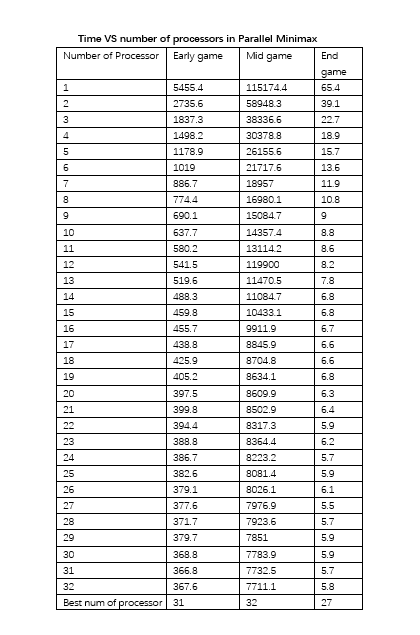 Time VS number of processors in Parallel Minimax
Number of Processor Early game Mid game End
game
1 5455.4 115174.4 65.4
2 2735.6 58948.3 39.1
3 1837.3 38336.6 22.7
4 1498.2 30378.8 18.9
5 1178.9 26155.6 15.7
6 1019 21717.6 13.6
7 886.7 18957 11.9
8 774.4 16980.1 10.8
9 690.1 15084.7 9
10 637.7 14357.4 8.8
11 580.2 13114.2 8.6
12 541.5 119900 8.2
13 519.6 11470.5 7.8
14 488.3 11084.7 6.8
15 459.8 10433.1 6.8
16 455.7 9911.9 6.7
17 438.8 8845.9 6.6
18 425.9 8704.8 6.6
19 405.2 8634.1 6.8
20 397.5 8609.9 6.3
21 399.8 8502.9 6.4
22 394.4 8317.3 5.9
23 388.8 8364.4 6.2
24 386.7 8223.2 5.7
25 382.6 8081.4 5.9
26 379.1 8026.1 6.1
27 377.6 7976.9 5.5
28 371.7 7923.6 5.7
29 379.7 7851 5.9
30 368.8 7783.9 5.9
31 366.8 7732.5 5.7
32 367.6 7711.1 5.8
Best num of processor 31 32 27